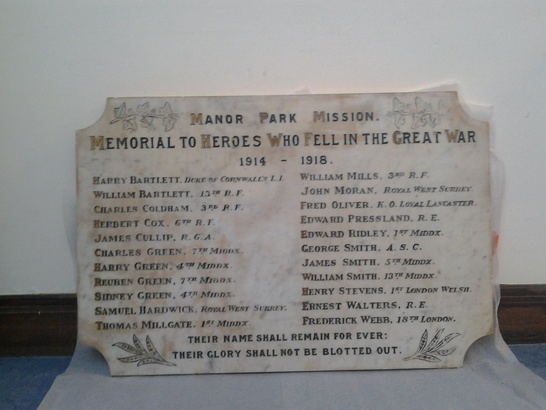 MANOR PARK MISSION.
MEMORIAL TO HEROES WHO FELL IN THE GREAT WAR
1914 - 1918.
HARRY BARTLETT, DUKE OF CORNWALL'S L.I.
WILLIAM BARTLETT, 13TH R.F.
CHARLES COLDHAM, 3RD R.F.
HERBERT COX, 6TH R.F.
JAMES CULLIP, R.G.A.
CHARLES GREEN, 7TH MIDDX.
HARRY GREEN, 4TH MIDDX.
REUBEN GREEN, 7TH MIDDX.
SIDNEY GREEN, 4TH MIDDX.
SAMUEL HARDWICK, ROYAL WEST SURREY.
THOMAS MILLGATE, 1ST MIDDX
WILLIAM MILLS, 3RD R.F.
JOHN MORAN, ROYAL WEST SURREY.
FRED OLIVER, K.O. LOYAL LANCASTER.
EDWARD PRESSLAND, R.E.
EDWARD RIDLEY, 1ST MIDDX.
GEORGE SMITH, A.S.C.
JAMES SMITH, 5TH MIDDX.
WILLIAM SMITH, 13TH MIDDX.
HENRY STEVENS, 1ST LONDON WELSH.
ERNEST WALTERS, R.E.
FREDERICK WEBB, 18TH LONDON.
THEIR NAME SHALL REMAIN FOR EVER:
THEIR GLORY SHALL NOT BE BLOTTED OUT.